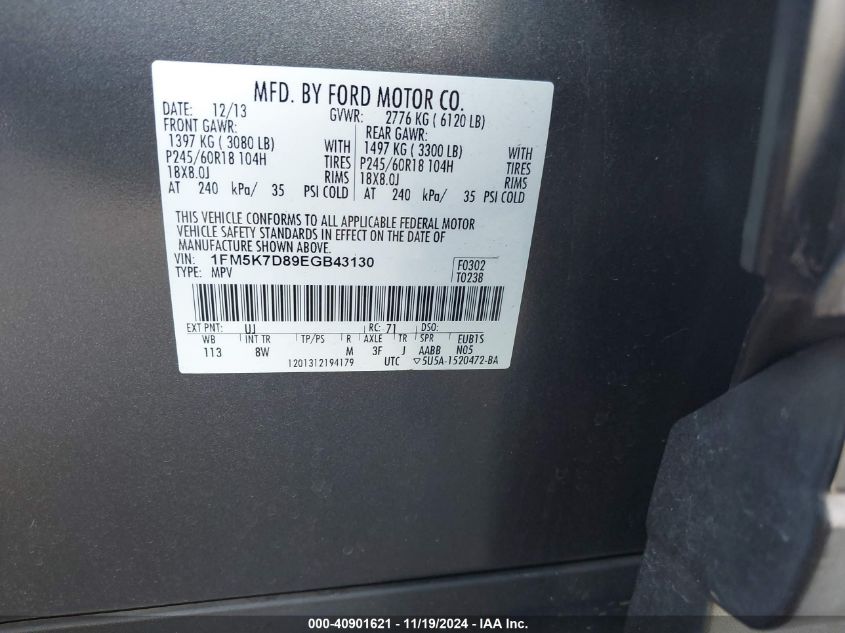 MFD. BY FORD MOTOR CO.
DATE: 12/13 GVWR: 2776 KG ( 6120 LB)
FRONT GAWR: REAR GAWR:
1397 KG ( 3080 LB) WITH 1497 KG ( 3300 LB) WITH
P245/60R18 104H TIRES P245/60R18 104H TIRES
18X8.0J RIMS 18X8.0J RIMS
AT 240 kPa/ 35 PSI COLD AT 240 kPa/ 35 PSI COLD
THIS VEHICLE CONFORMS TO ALL APPLICABLE FEDERAL MOTOR
VEHICLE SAFETY STANDARDS IN EFFECT ON THE DATE OF
MANUFACTURE SHOWN ABOVE.
VIN: 1FM5K7D89EGB43130 F0302
TYPE: MPV T0238
EXT PNT: UJ RC: 71 DSO:
WB INT TR TP/PS R AXLE TR SPR EUB1S
113 8W M 3F J AABB N05
1201312194179 UTC ▽5U5A-1520472-BA
000-40901621 - 11/19/2024 - WWW.IAAI.COM.